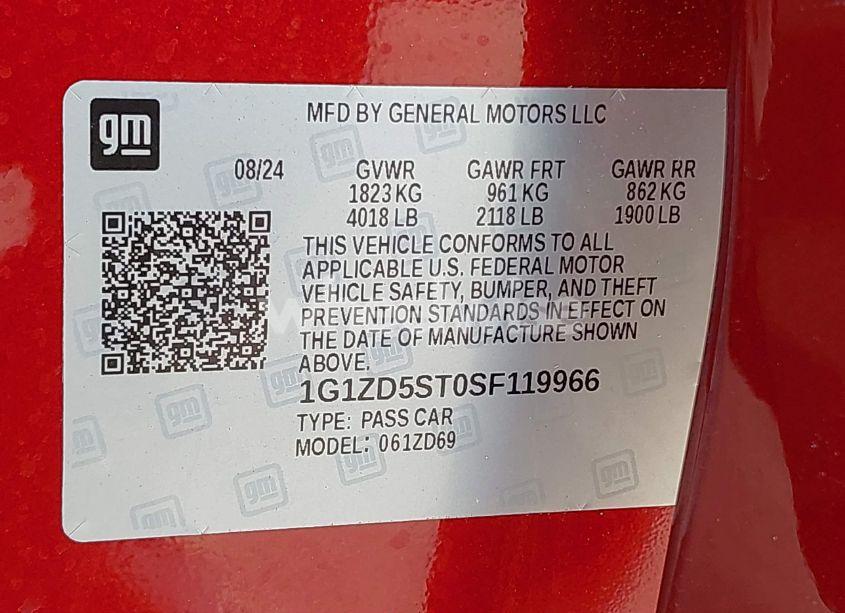 gm
MFD BY GENERAL MOTORS LLC
08/24 GVWR GAWR FRT GAWR RR
1823 KG 961 KG 862 KG
4018 LB 2118 LB 1900 LB
THIS VEHICLE CONFORMS TO ALL
APPLICABLE U.S. FEDERAL MOTOR
VEHICLE SAFETY, BUMPER, AND THEFT
PREVENTION STANDARDS IN EFFECT ON
THE DATE OF MANUFACTURE SHOWN
ABOVE.
1G1ZD5ST0SF119966
TYPE: PASS CAR
MODEL: 061ZD69